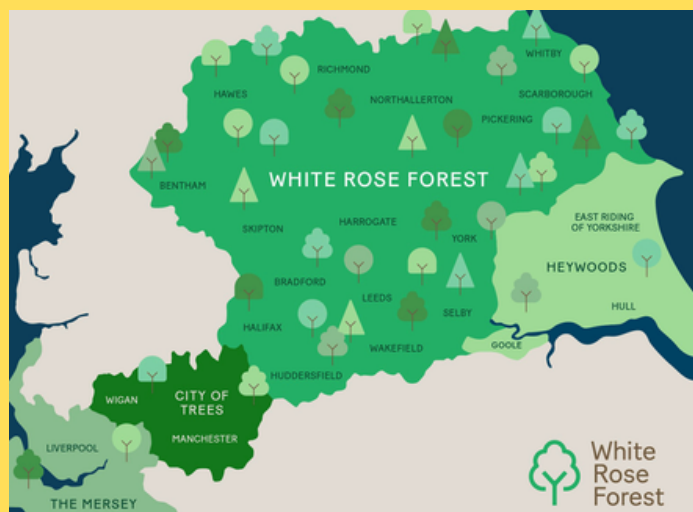 WHITBY
RICHMOND
HAWES
NORTHALLERTON
SCARBOROUGH
PICKERING
WHITE ROSE FOREST
BENTHAM
SKIPTON
HARROGATE
YORK
EAST RIDING
OF YORKSHIRE
HEYWOODS
BRADFORD
LEEDS
SELBY
HULL
HALIFAX
WAKEFIELD
GOOLE
HUDDERSFIELD
WIGAN
CITY OF
TREES
MANCHESTER
LIVERPOOL
THE MERSEY
White
Rose
Forest